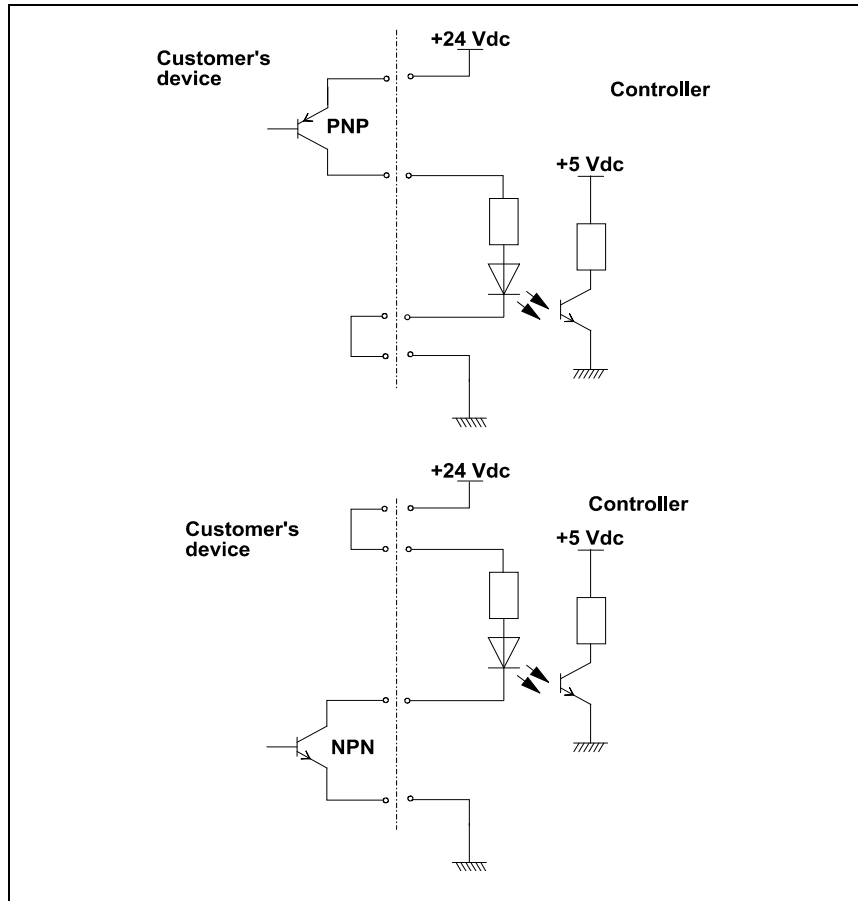 +24 Vdc
Customer's
device
Controller
PNP
+5 Vdc
+24 Vdc
Controller
Customer's
device
+5 Vdc
NPN